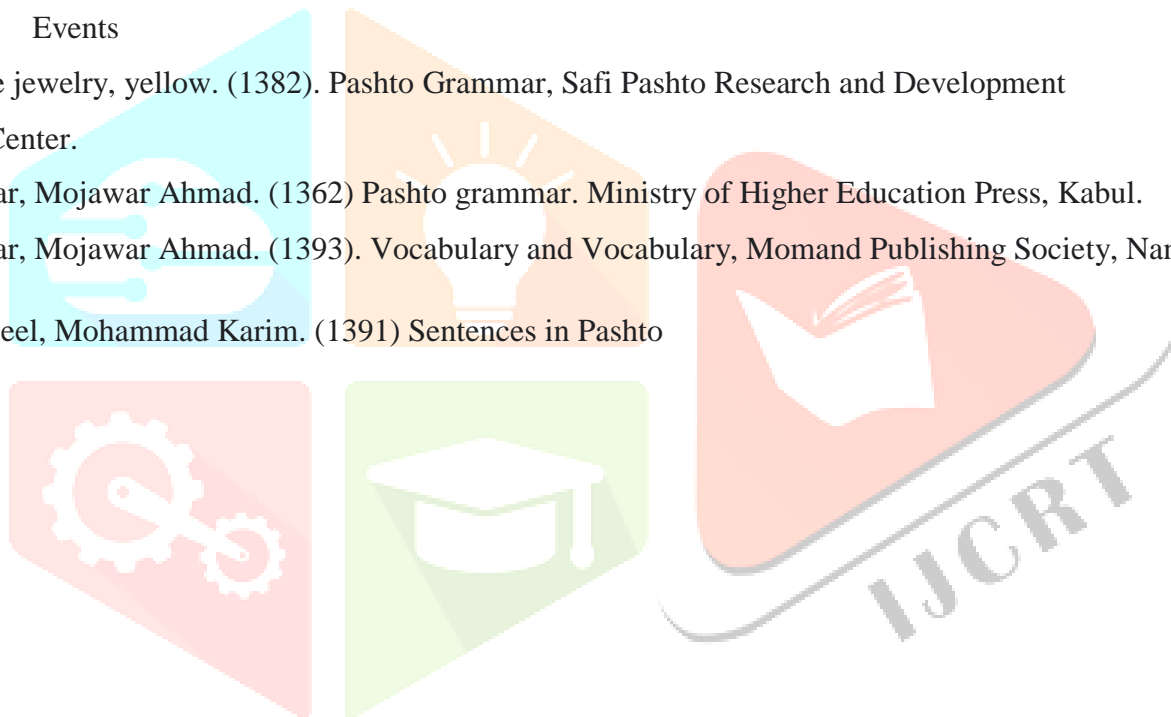 Events
e jewelry, yellow. (1382). Pashto Grammar, Safi Pashto Research and Development
Center.
ar, Mojawar Ahmad. (1362) Pashto grammar. Ministry of Higher Education Press, Kabul.
ar, Mojawar Ahmad. (1393). Vocabulary and Vocabulary, Momand Publishing Society, Nan
eel, Mohammad Karim. (1391) Sentences in Pashto
IJCRT